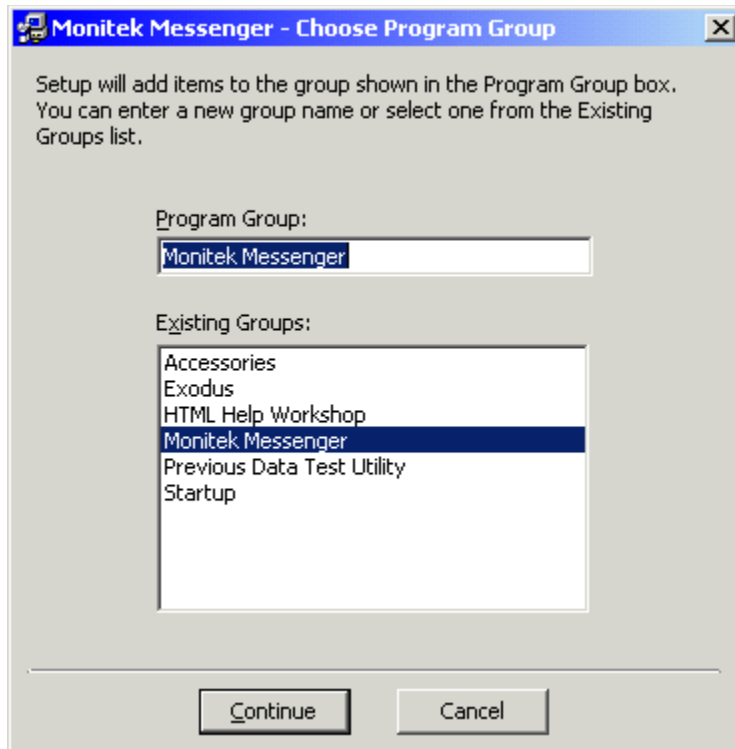 Monitek Messenger - Choose Program Group
Setup will add items to the group shown in the Program Group box.
You can enter a new group name or select one from the Existing
Groups list.
Program Group:
Monitek Messenger
Existing Groups:
Accessories
Exodus
HTML Help Workshop
Monitek Messenger
Previous Data Test Utility
Startup
Continue
Cancel